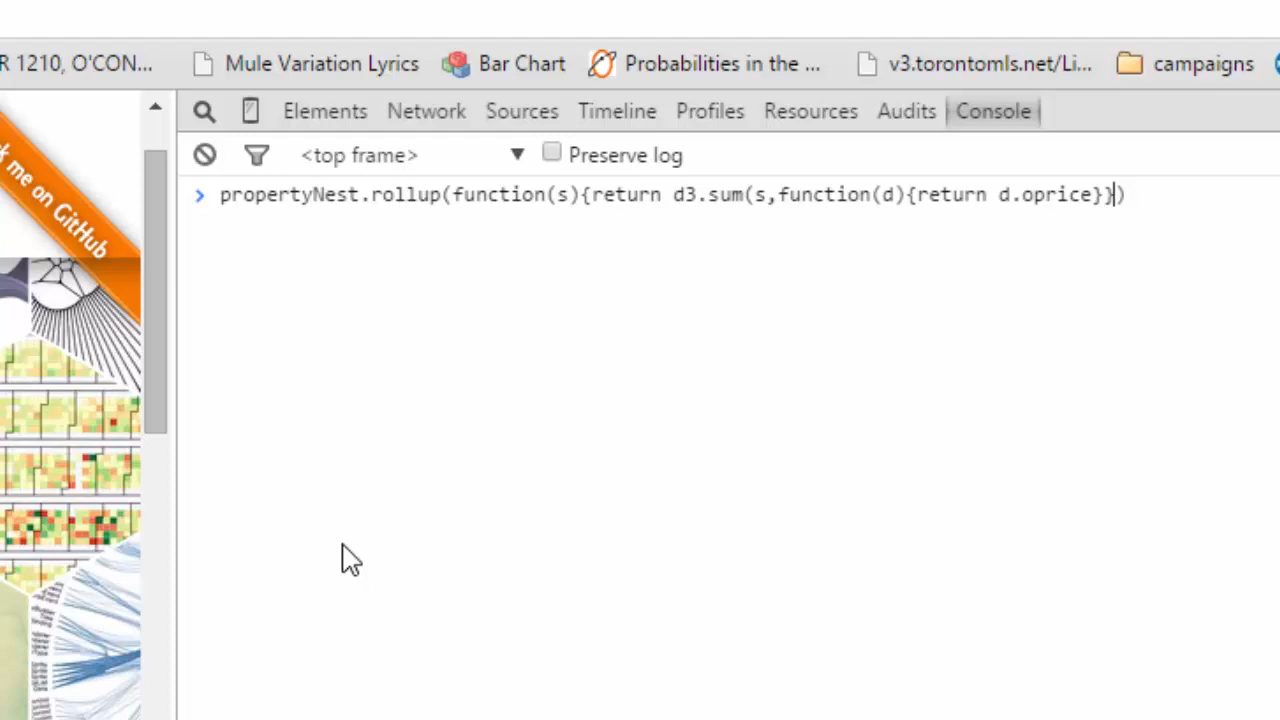 R 1210, O'CON... Mule Variation Lyrics Bar Chart Probabilities in the ... v3.torontomls.net/Li... campaigns
Elements Network Sources Timeline Profiles Resources Audits Console
<top frame> Preserve log
propertyNest.rollup(function(s){return d3.sum(s,function(d){return d.oprice}})
k me on GitHub